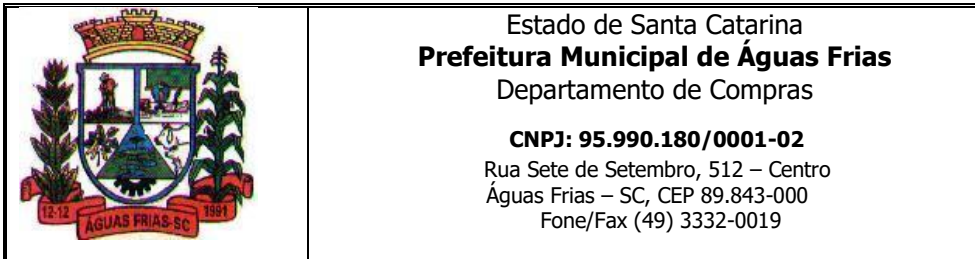 12-12
ÁGUAS FRIAS-SC
1991
Estado de Santa Catarina
Prefeitura Municipal de Águas Frias
Departamento de Compras
CNPJ: 95.990.180/0001-02
Rua Sete de Setembro, 512 – Centro
Águas Frias – SC, CEP 89.843-000
Fone/Fax (49) 3332-0019